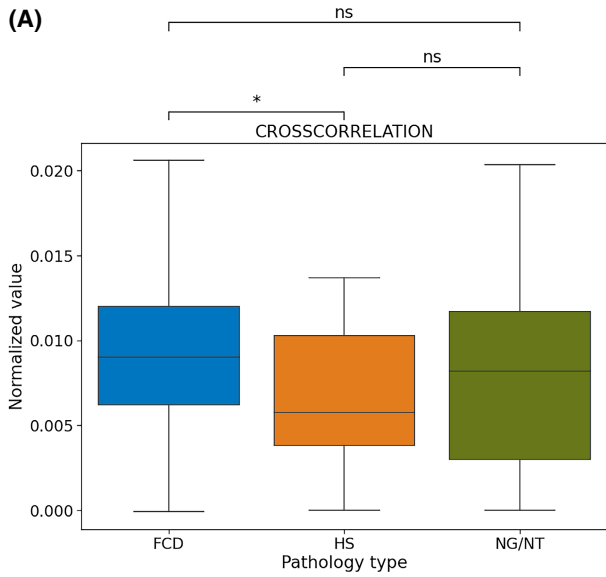 (A)
ns
ns
*
CROSSCORRELATION
Normalized value
0.020
0.015
0.010
0.005
0.000
FCD HS NG/NT
Pathology type